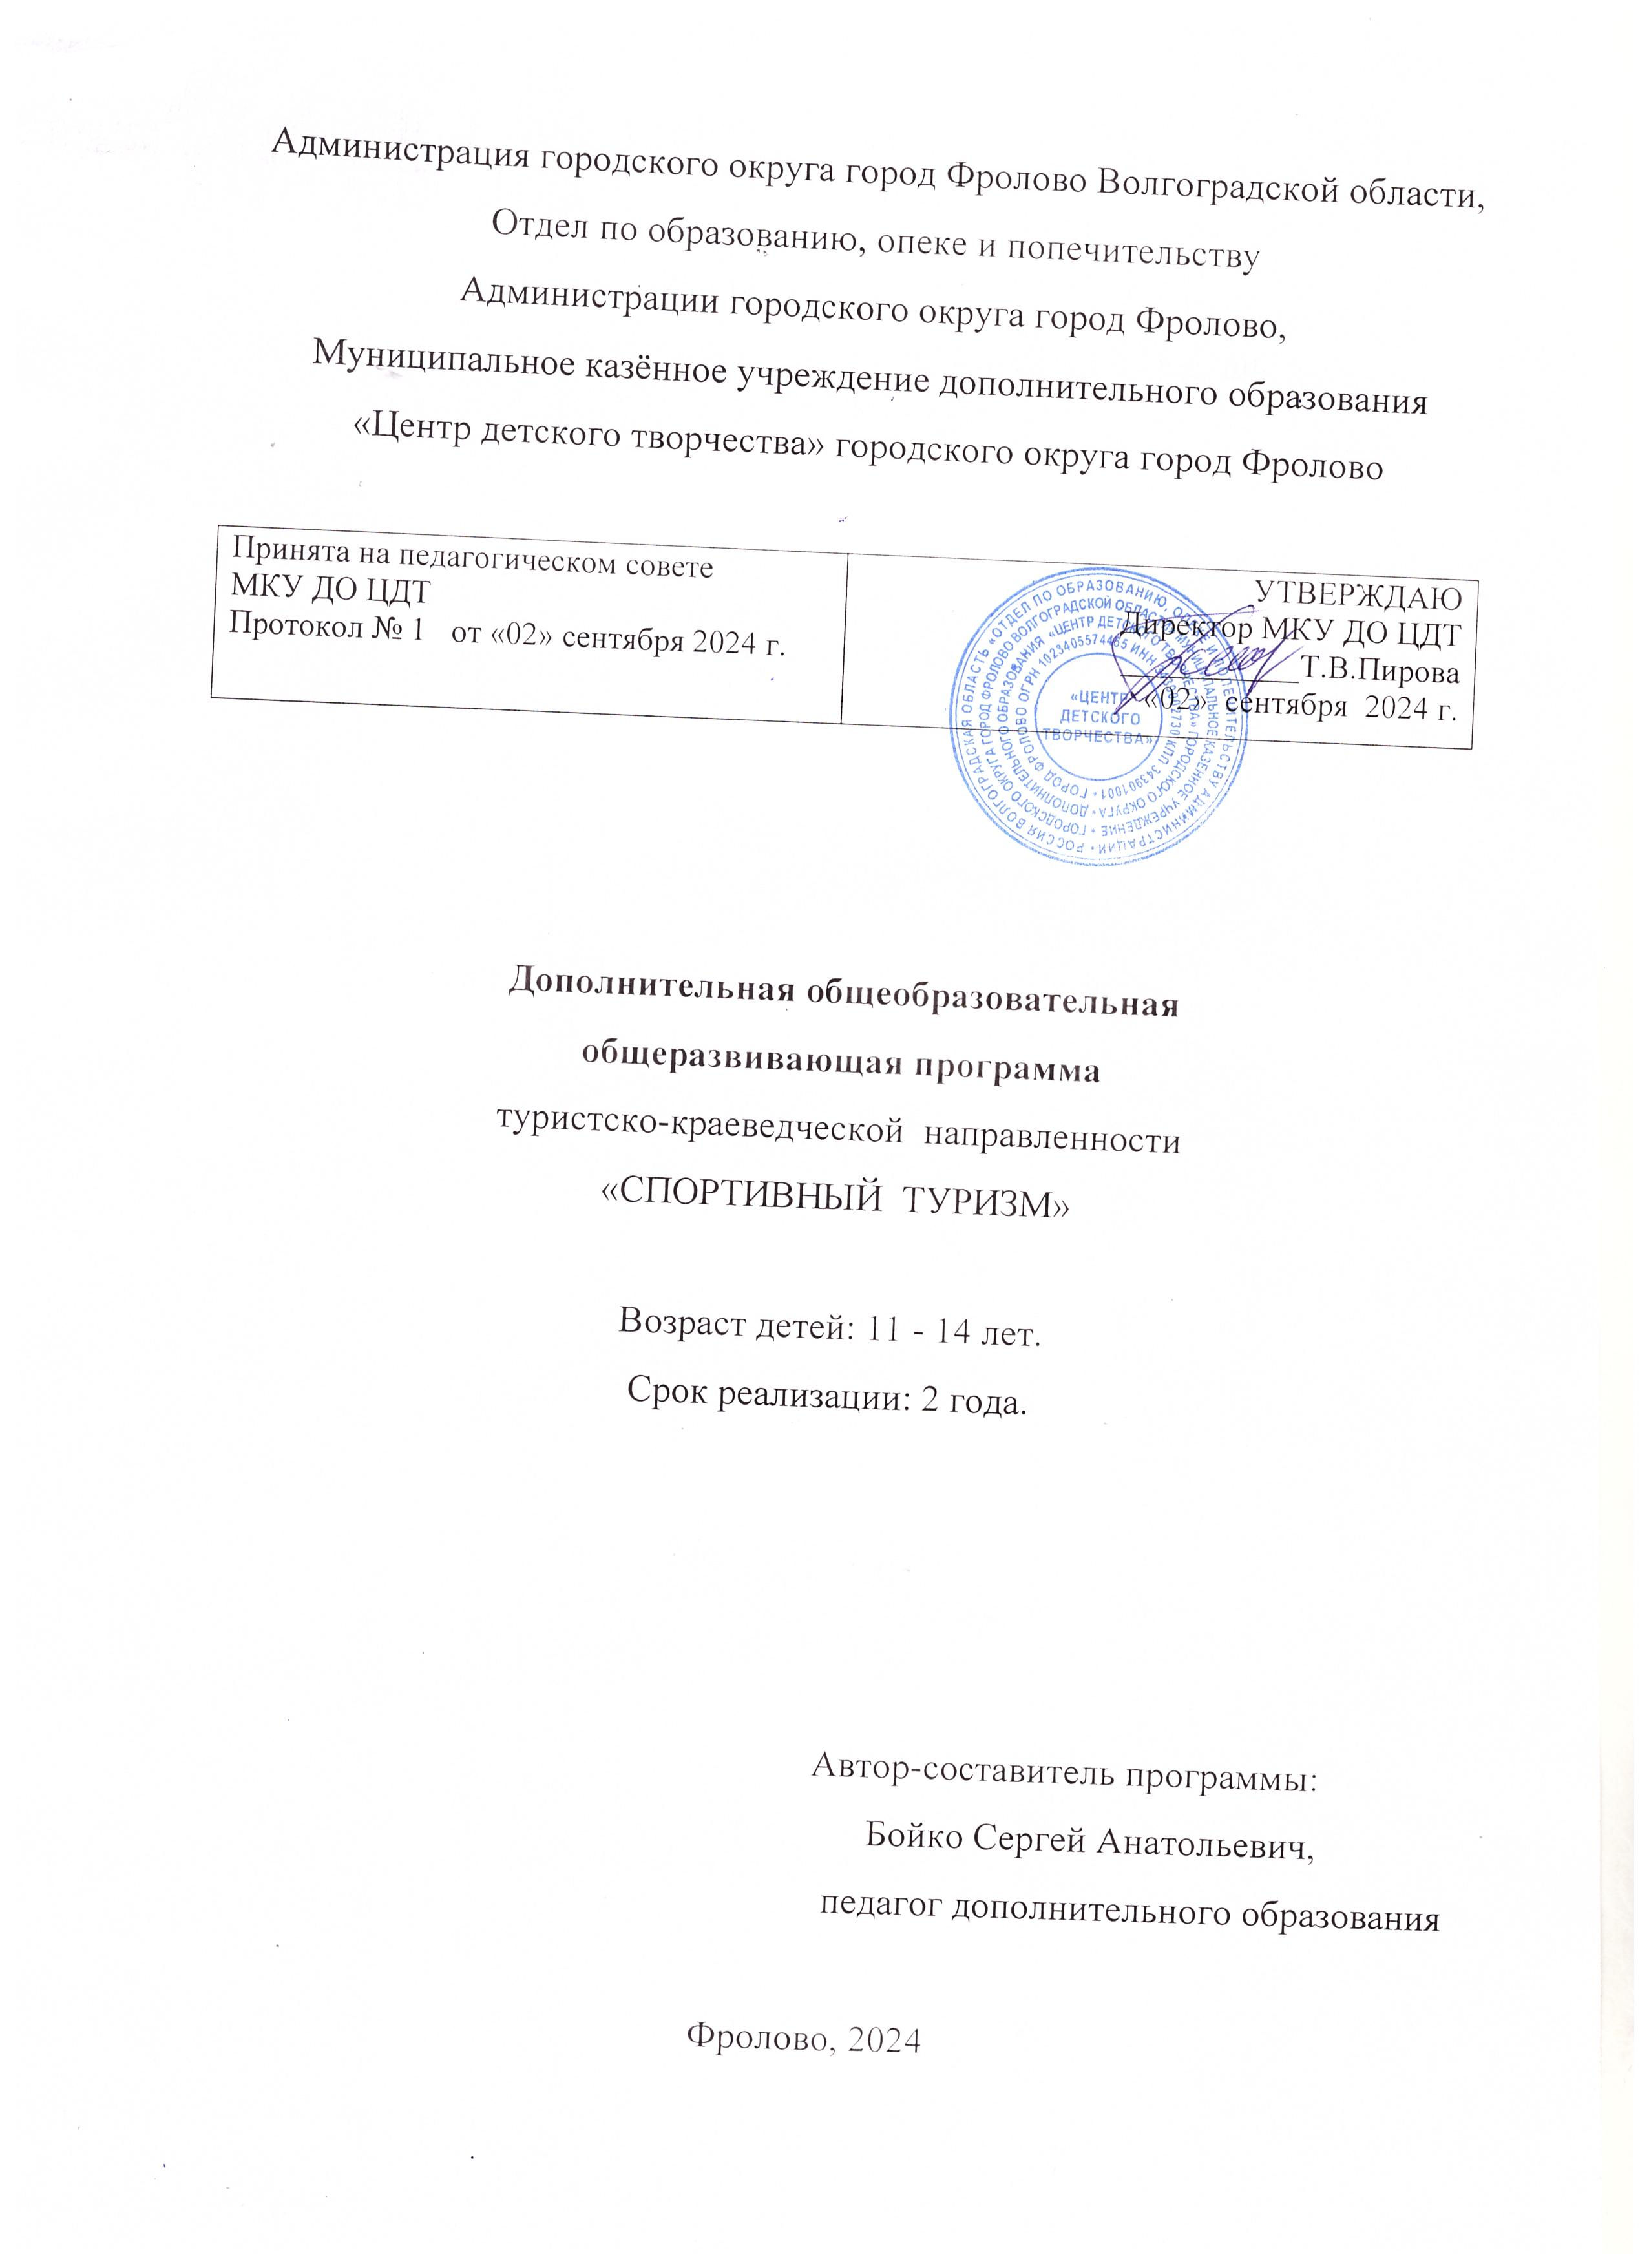 Администрация городского округа город Фролово Волгоградской области,
Отдел по образованию, опеке и попечительству
Администрации городского округа город Фролово,
Муниципальное казённое учреждение дополнительного образования
«Центр детского творчества» городского округа город Фролово
Принята на педагогическом совете
МКУ ДО ЦДТ
Протокол № 1 от «02» сентября 2024 г.
УТВЕРЖДАЮ
Директор МКУ ДО ЦДТ
Т.В.Пирова
«02» сентября 2024 г.
«ЦЕНТР
ДЕТСКОГО
ТВОРЧЕСТВА»
Дополнительная общеобразовательная
общеразвивающая программа
туристско-краеведческой направленности
«СПОРТИВНЫЙ ТУРИЗМ»
Возраст детей: 11 - 14 лет.
Срок реализации: 2 года.
Автор-составитель программы:
Бойко Сергей Анатольевич,
педагог дополнительного образования
Фролово, 2024